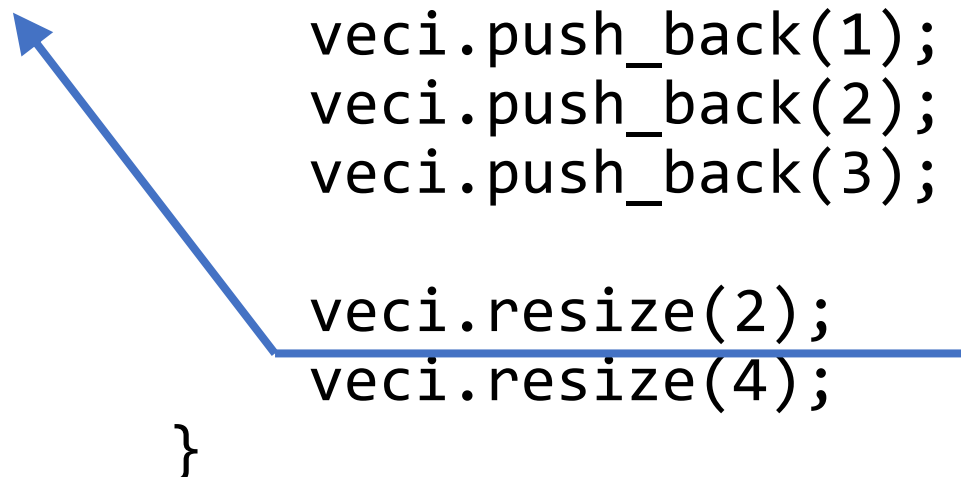 veci.push_back(1);
veci.push_back(2);
veci.push_back(3);
veci.resize(2);
veci.resize(4);
}